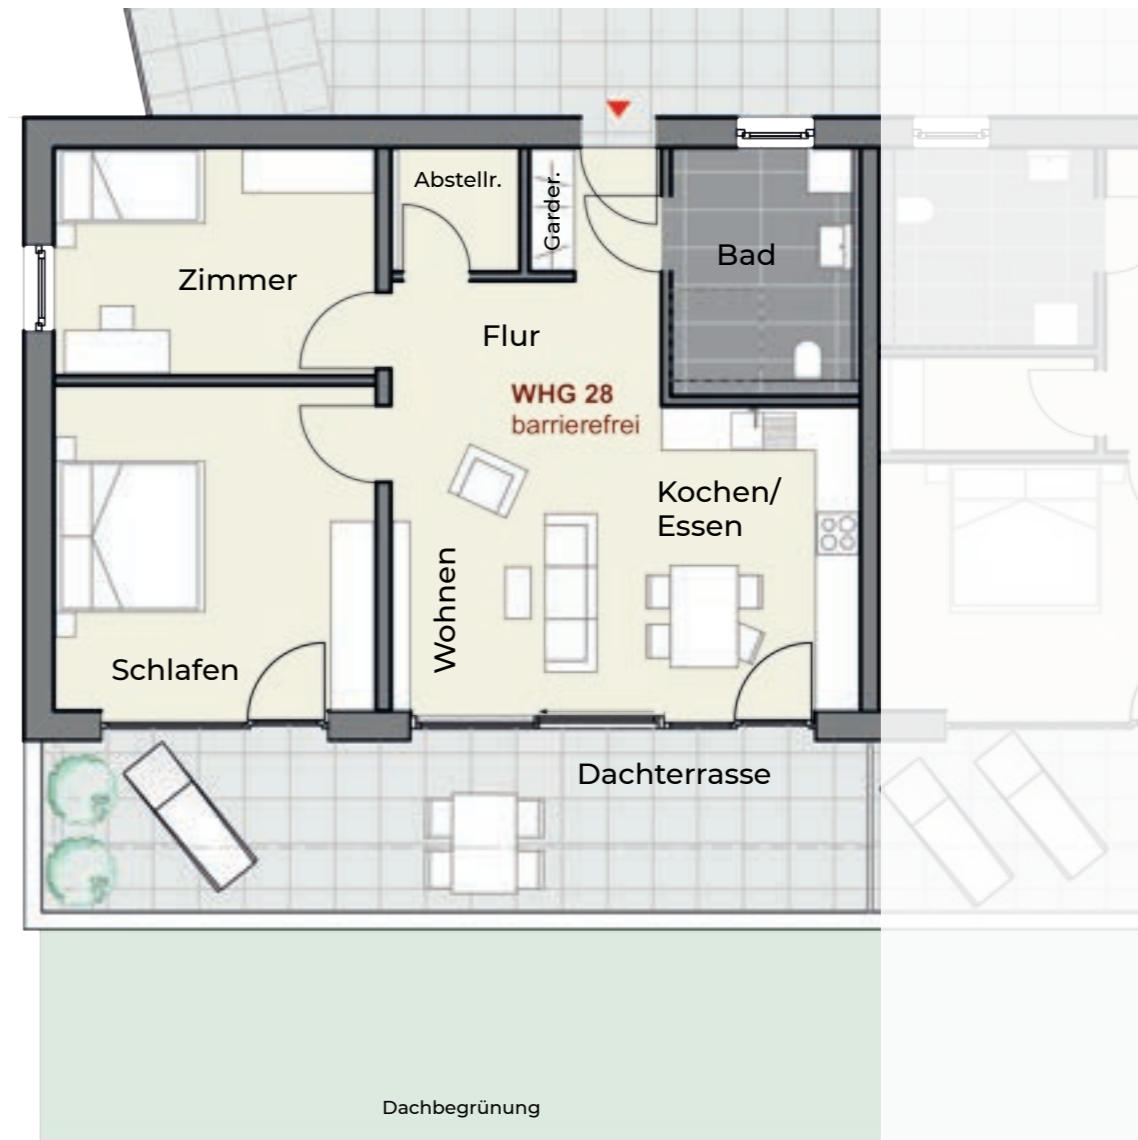 Abstellr.
Garder.
Bad
Zimmer
Flur
WHG 28
barrierefrei
Kochen/
Essen
Wohnen
Schlafen
Dachterrasse
Dachbegrünung